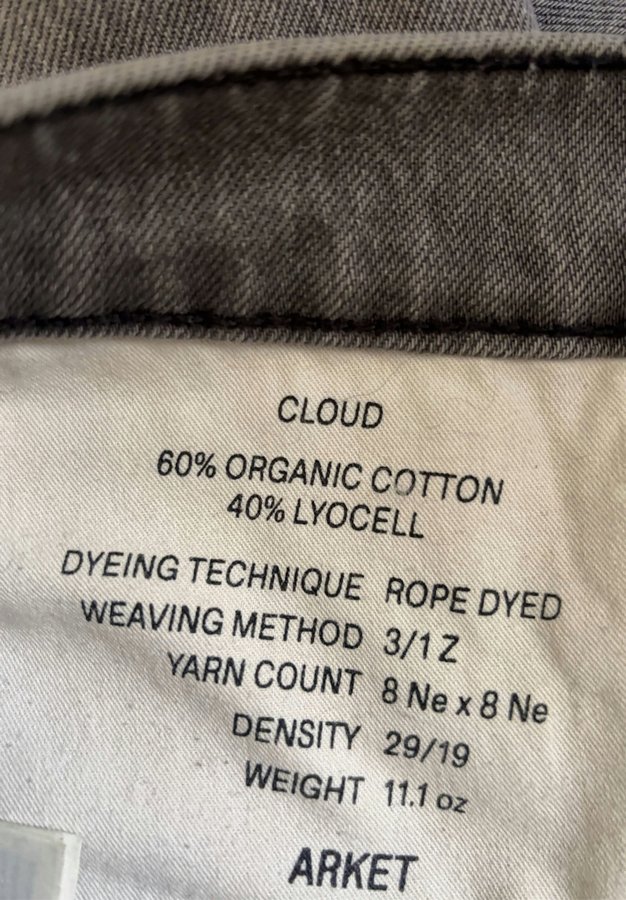 CLOUD
60% ORGANIC COTTON
40% LYOCELL
DYEING TECHNIQUE ROPE DYED
WEAVING METHOD 3/1 Z
YARN COUNT 8 Ne x 8 Ne
DENSITY 29/19
WEIGHT 11.1 oz
ARKET